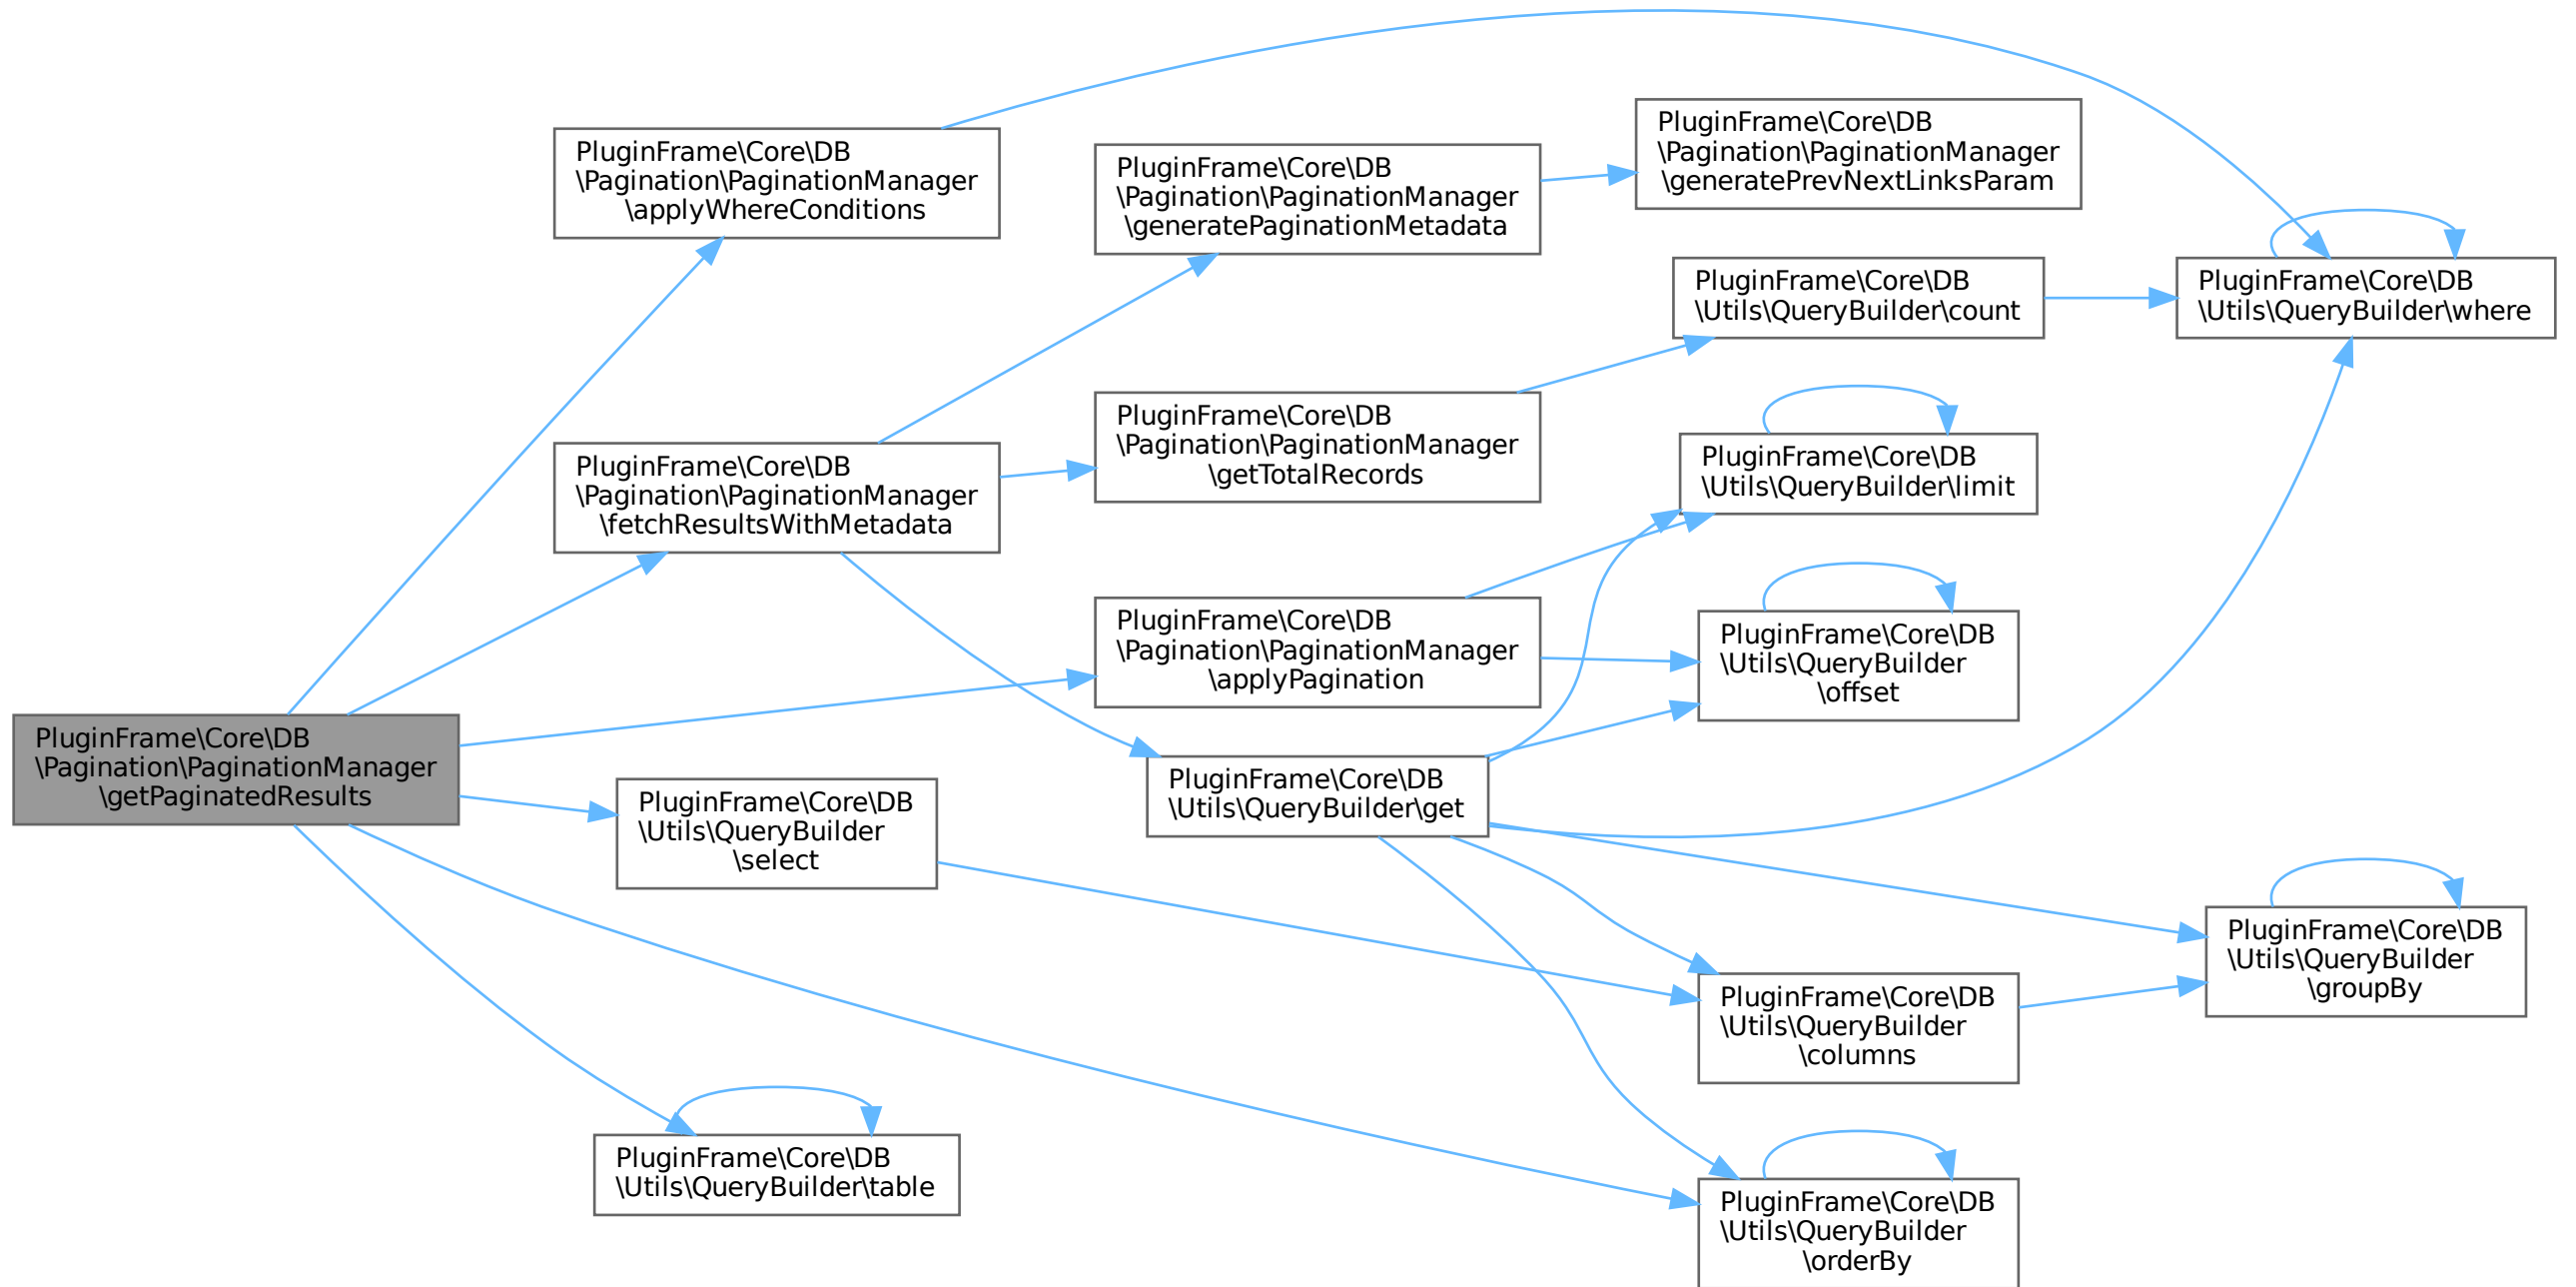 PluginFrame\Core\DB
\Pagination\PaginationManager
\getPaginatedResults
PluginFrame\Core\DB
\Pagination\PaginationManager
\applyWhereConditions
PluginFrame\Core\DB
\Pagination\PaginationManager
\fetchResultsWithMetadata
PluginFrame\Core\DB
\Utils\QueryBuilder
\select
PluginFrame\Core\DB
\Utils\QueryBuilder\table
PluginFrame\Core\DB
\Pagination\PaginationManager
\generatePaginationMetadata
PluginFrame\Core\DB
\Pagination\PaginationManager
\getTotalRecords
PluginFrame\Core\DB
\Pagination\PaginationManager
\applyPagination
PluginFrame\Core\DB
\Utils\QueryBuilder\get
PluginFrame\Core\DB
\Pagination\PaginationManager
\generatePrevNextLinksParam
PluginFrame\Core\DB
\Utils\QueryBuilder\count
PluginFrame\Core\DB
\Utils\QueryBuilder\limit
PluginFrame\Core\DB
\Utils\QueryBuilder
\offset
PluginFrame\Core\DB
\Utils\QueryBuilder
\columns
PluginFrame\Core\DB
\Utils\QueryBuilder
\orderBy
PluginFrame\Core\DB
\Utils\QueryBuilder\where
PluginFrame\Core\DB
\Utils\QueryBuilder
\groupBy